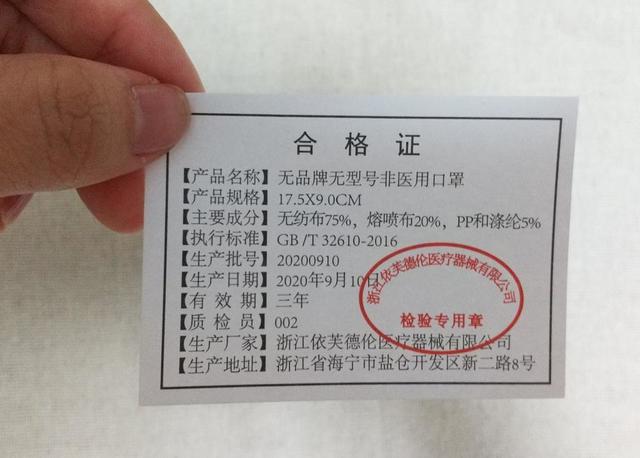 合格证
【产品名称】无品牌无型号非医用口罩
【产品规格】17.5X9.0CM
【主要成分】无纺布75%，熔喷布20%，PP和涤纶5%
【执行标准】GB/T 32610-2016
【生产批号】20200910
【生产日期】2020年9月10日
【有效期】三年
【质检员】002
【生产厂家】浙江依芙德伦医疗器械有限公司
【生产地址】浙江省海宁市盐仓开发区新二路8号
浙江依芙德伦医疗器械有限公司
检验专用章